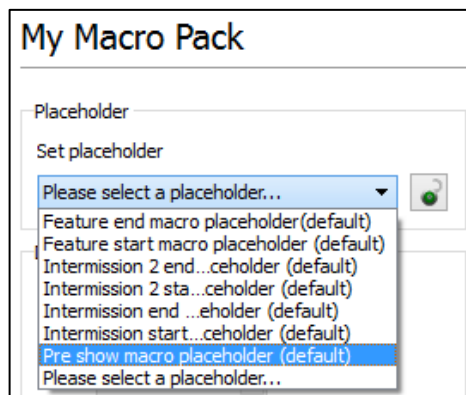 My Macro Pack
Placeholder
Set placeholder
Please select a placeholder...
Feature end macro placeholder(default)
Feature start macro placeholder (default)
Intermission 2 end...ceholder (default)
Intermission 2 sta...ceholder (default)
Intermission end ...eholder (default)
Intermission start...ceholder (default)
Pre show macro placeholder (default)
Please select a placeholder...